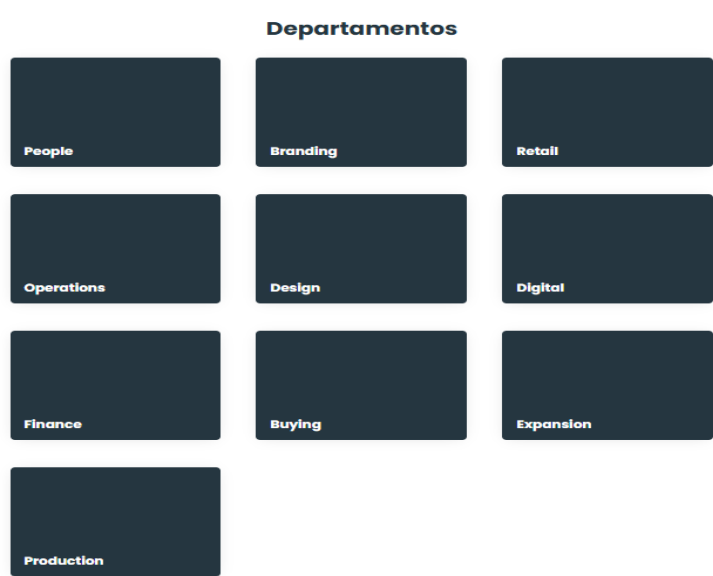 Departamentos
People
Branding
Retail
Operations
Design
Digital
Finance
Buying
Expansion
Production